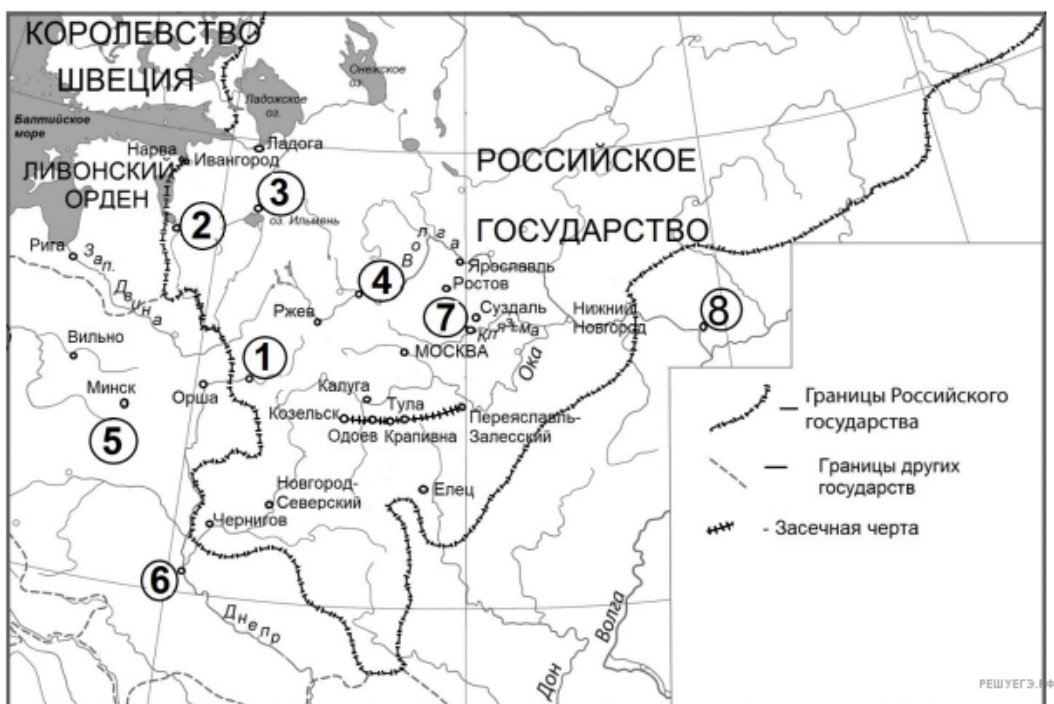 КОРОЛЕВСТВО
ШВЕЦИЯ
Онежское
оз.
Ладожское
оз.
Балтийское
море
Ладога
Нарва
Ивангород
ЛИВОНСКИЙ
ОРДЕН
РОССИЙСКОЕ
ГОСУДАРСТВО
3
2
оз. Ильмень
Рига
Зап. Двина
Волга
4
Ярославль
Ростов
Ржев
7
Суздаль
Клязьма
Нижний
Новгород
8
Вильно
1
МОСКВА
Ока
Минск
Орша
Калуга
Козельск
Тула
Переяславль-
Залесский
Одоев
Крапивна
5
Новгород-
Северский
Елец
Чернигов
6
Днепр
Дон
Волга
— Границы Российского
государства
— Границы других
государств
- Засечная черта
РЕШУЕГЭ.РФ